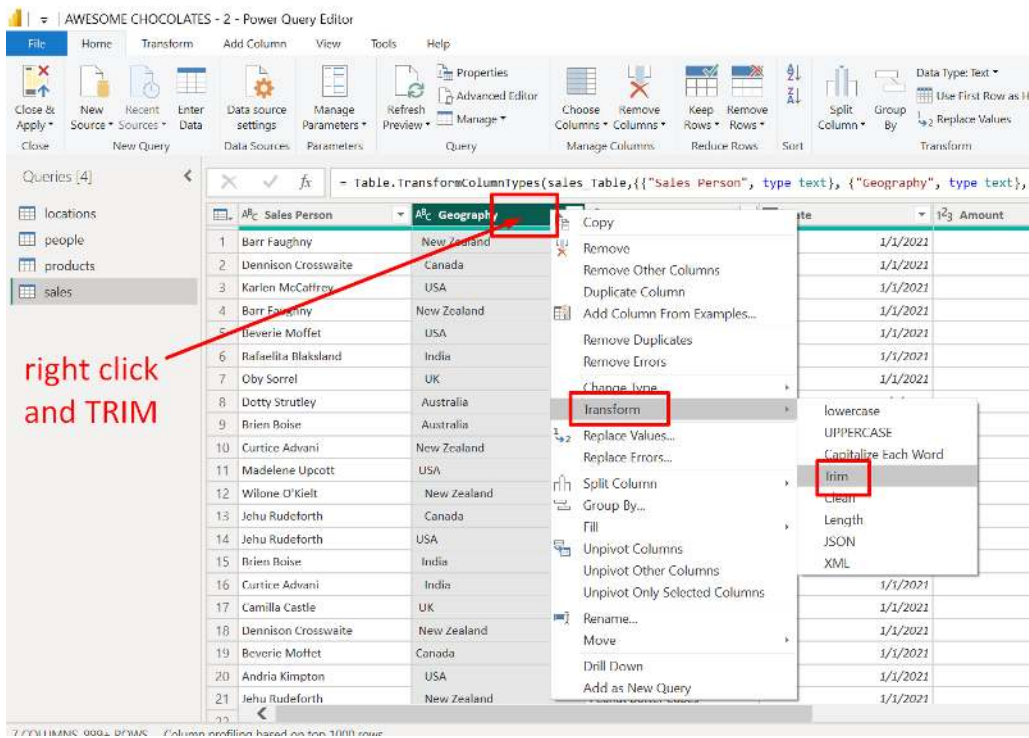 AWESOME CHOCOLATES - 2 - Power Query Editor
File Home Transform Add Column View Tools Help
Close & Apply
New Source
Recent Sources
Enter Data
Data source settings
Manage Parameters
Refresh Preview
Properties
Advanced Editor
Manage
Choose Columns
Remove Columns
Keep Rows
Remove Rows
Split Column
Group By
Data Type: Text
Use First Row as H
Replace Values
Close New Query Data Sources Parameters Query Manage Columns Reduce Rows Sort Transform
Queries [4]
locations
people
products
sales
fx = Table.TransformColumnTypes(sales_Table,{{"Sales Person", type text}, {"Geography", type text},
ABC Sales Person ABC Geography ate 123 Amount
1 Barr Faughny New Zealand 1/1/2021
2 Dennison Crosswaite Canada 1/1/2021
3 Karlen McCaffrey USA 1/1/2021
4 Barr Faughny New Zealand 1/1/2021
5 Beverie Moffet USA 1/1/2021
6 Rafaelita Blaksland India 1/1/2021
7 Oby Sorrel UK 1/1/2021
8 Dotty Strutley Australia
9 Brien Boise Australia
10 Curtice Advani New Zealand
11 Madelene Upcott USA
12 Wilone O'Kielt New Zealand
13 Jehu Rudeforth Canada
14 Jehu Rudeforth USA
15 Brien Boise India
16 Curtice Advani India 1/1/2021
17 Camilla Castle UK 1/1/2021
18 Dennison Crosswaite New Zealand 1/1/2021
19 Beverie Moffet Canada 1/1/2021
20 Andria Kimpton USA 1/1/2021
21 Jehu Rudeforth New Zealand 1/1/2021
22
right click
and TRIM
Copy
Remove
Remove Other Columns
Duplicate Column
Add Column From Examples...
Remove Duplicates
Remove Errors
Change Type
Transform
Replace Values...
Replace Errors...
Split Column
Group By...
Fill
Unpivot Columns
Unpivot Other Columns
Unpivot Only Selected Columns
Rename...
Move
Drill Down
Add as New Query
lowercase
UPPERCASE
Capitalize Each Word
Trim
Clean
Length
JSON
XML
7 COLUMNS, 999+ ROWS Column profiling based on top 1000 rows